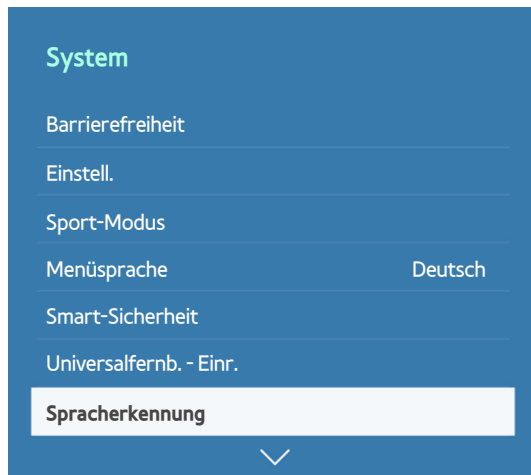 System
Barrierefreiheit
Einstell.
Sport-Modus
Menüsprache Deutsch
Smart-Sicherheit
Universalfernb. - Einr.
Spracherkennung